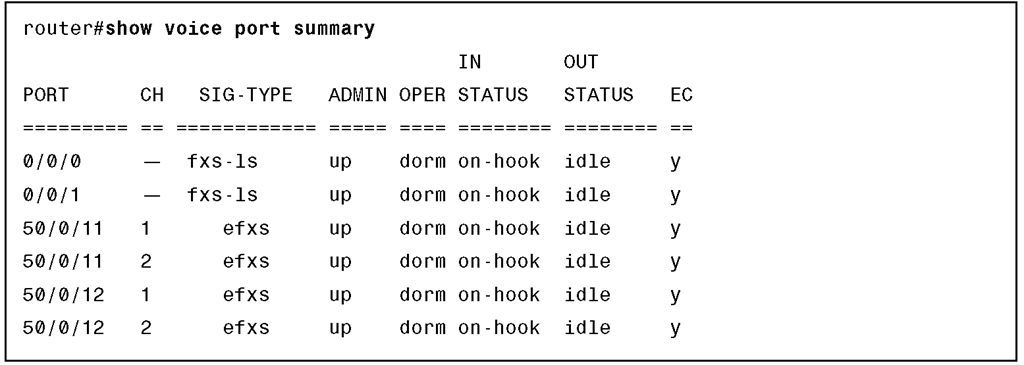 router#show voice port summary
IN OUT
PORT CH SIG-TYPE ADMIN OPER STATUS STATUS EC
========= == ============ ===== ==== ======== ======== ==
0/0/0 — fxs-ls up dorm on-hook idle y
0/0/1 — fxs-ls up dorm on-hook idle y
50/0/11 1 efxs up dorm on-hook idle y
50/0/11 2 efxs up dorm on-hook idle y
50/0/12 1 efxs up dorm on-hook idle y
50/0/12 2 efxs up dorm on-hook idle y